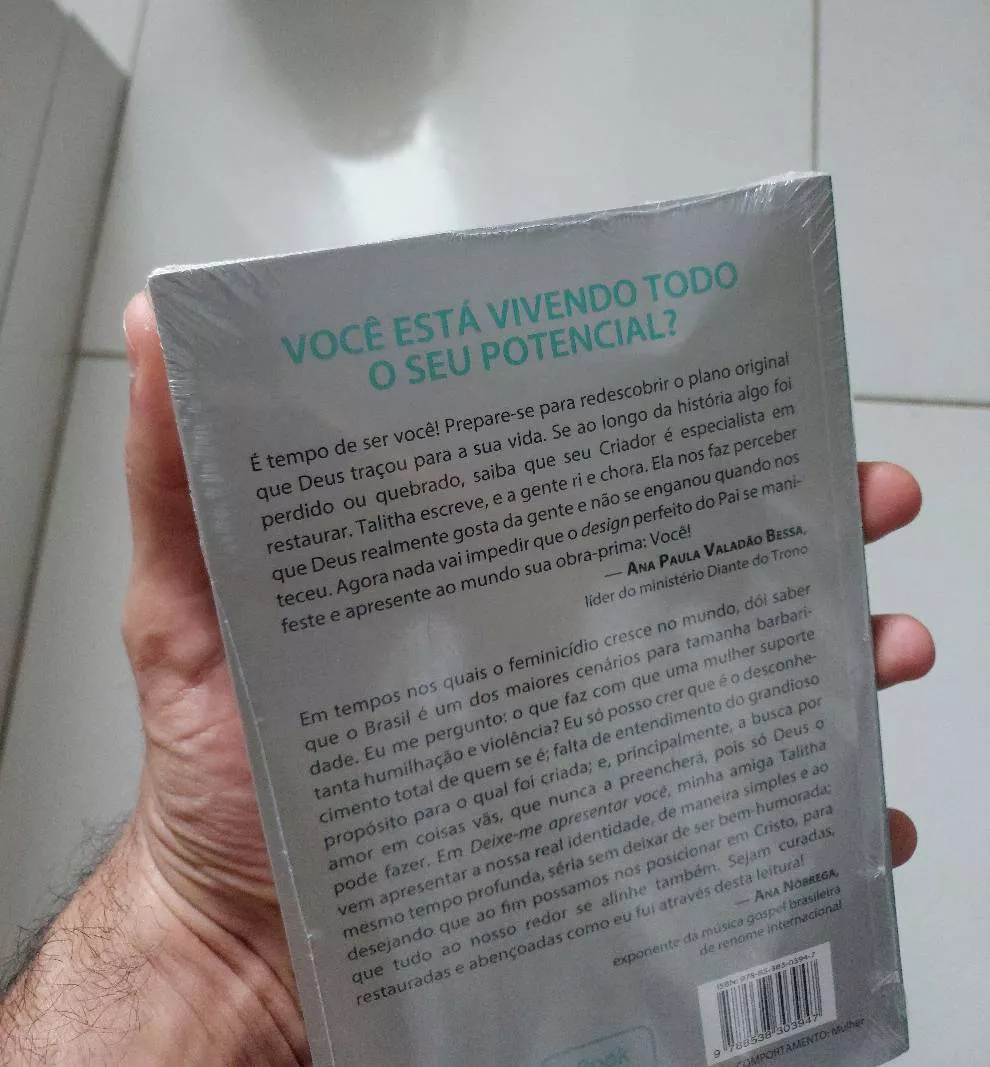 VOCÊ ESTÁ VIVENDO TODO
O SEU POTENCIAL?
É tempo de ser você! Prepare-se para redescobrir o plano original
que Deus traçou para a sua vida. Se ao longo da história algo foi
perdido ou quebrado, saiba que seu Criador é especialista em
restaurar. Talitha escreve, e a gente ri e chora. Ela nos faz perceber
que Deus realmente gosta da gente e não se enganou quando nos
teceu. Agora nada vai impedir que o design perfeito do Pai se mani-
feste e apresente ao mundo sua obra-prima: Você!
— ANA PAULA VALADÃO BESSA,
líder do ministério Diante do Trono
Em tempos nos quais o feminicídio cresce no mundo, dói saber
que o Brasil é um dos maiores cenários para tamanha barbari-
dade. Eu me pergunto: o que faz com que uma mulher suporte
tanta humilhação e violência? Eu só posso crer que é o desconhe-
cimento total de quem se é; falta de entendimento do grandioso
propósito para o qual foi criada; e, principalmente, a busca por
amor em coisas vãs, que nunca a preencherá, pois só Deus o
pode fazer. Em Deixe-me apresentar você, minha amiga Talitha
vem apresentar a nossa real identidade, de maneira simples e ao
mesmo tempo profunda, séria sem deixar de ser bem-humorada;
desejando que ao fim possamos nos posicionar em Cristo, para
que tudo ao nosso redor se alinhe também. Sejam curadas,
restauradas e abençoadas como eu fui através desta leitura!
— ANA NÓBREGA,
exponente da música gospel brasileira
de renome internacional
ISBN: 978-85-383-0394-7
9 788538 303947
COMPORTAMENTO: Mulher